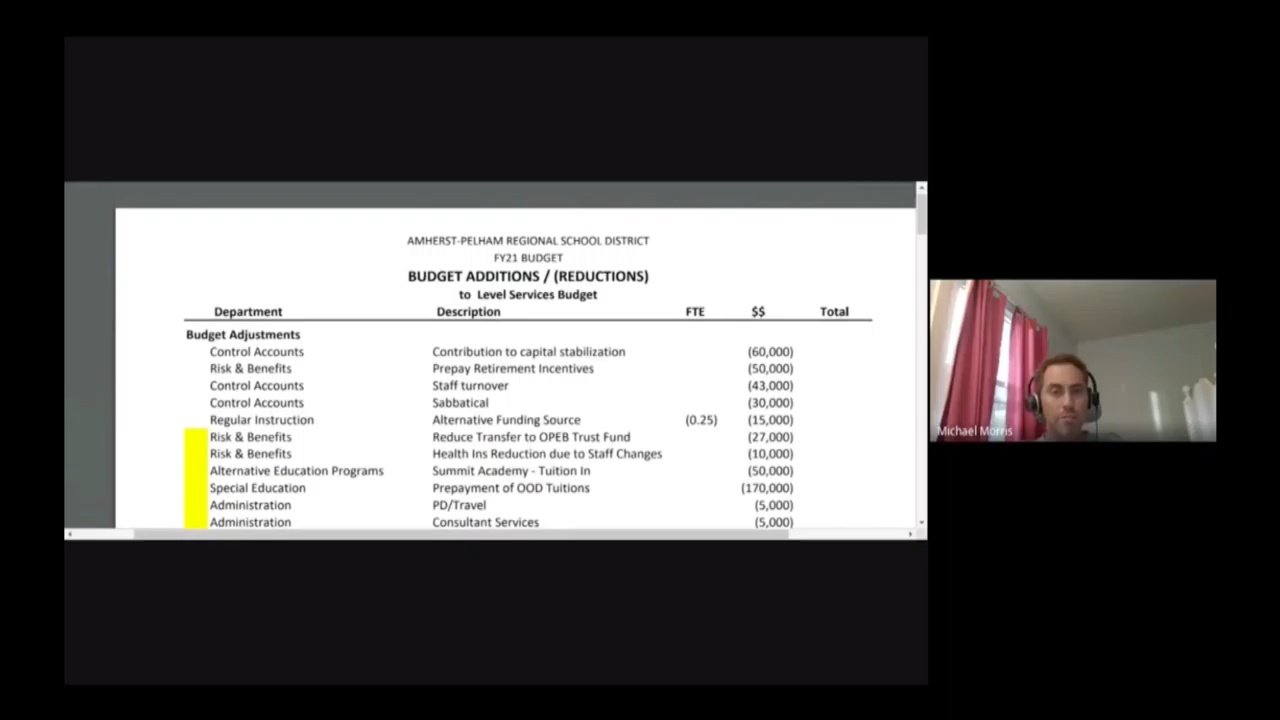 AMHERST-PELHAM REGIONAL SCHOOL DISTRICT
FY21 BUDGET
BUDGET ADDITIONS / (REDUCTIONS)
to Level Services Budget
Department Description FTE $$ Total
Budget Adjustments
Control Accounts Contribution to capital stabilization (60,000)
Risk & Benefits Prepay Retirement Incentives (50,000)
Control Accounts Staff turnover (43,000)
Control Accounts Sabbatical (30,000)
Regular Instruction Alternative Funding Source (0.25) (15,000)
Risk & Benefits Reduce Transfer to OPEB Trust Fund (27,000)
Risk & Benefits Health Ins Reduction due to Staff Changes (10,000)
Alternative Education Programs Summit Academy - Tuition In (50,000)
Special Education Prepayment of OOD Tuitions (170,000)
Administration PD/Travel (5,000)
Administration Consultant Services (5,000)
Michael Morris